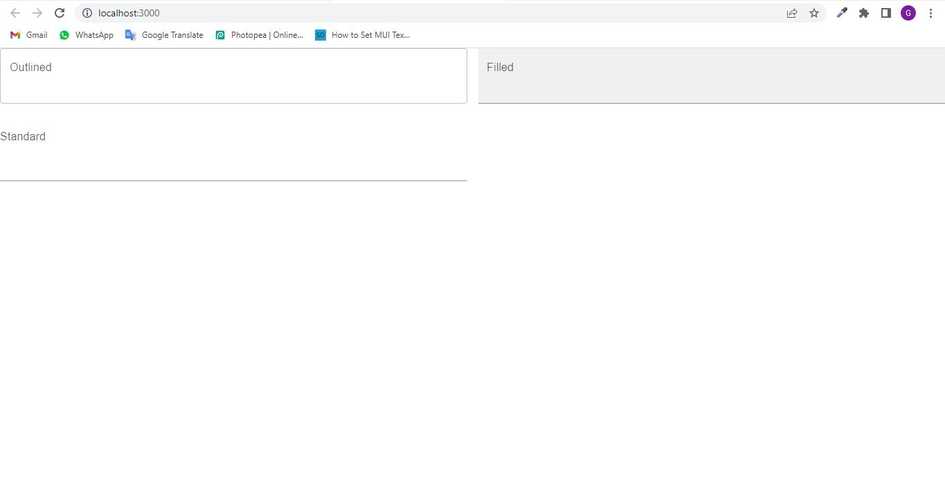 localhost:3000
G
Gmail WhatsApp Google Translate Photopea | Online... How to Set MUI Tex...
Outlined
Filled
Standard